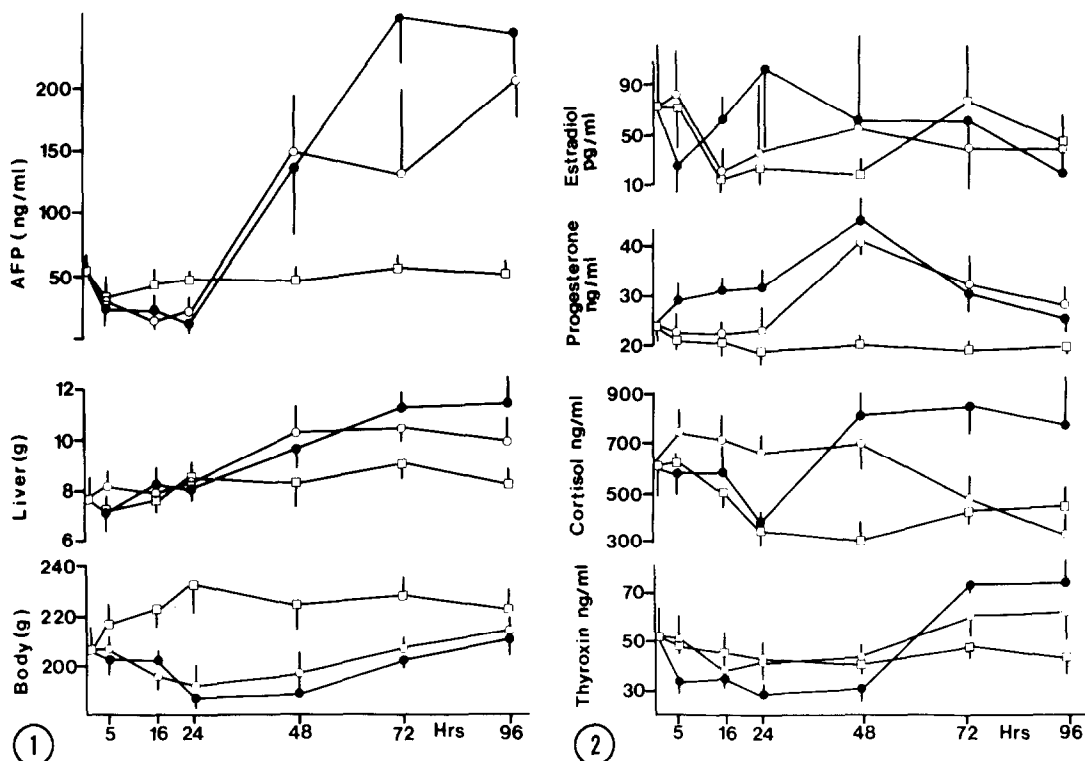 AFP (ng/ml)
200
150
100
50
Liver(g)
12
10
8
6
Body(g)
240
220
200
5 16 24 48 72 Hrs 96
1
Estradiol
pg/ml
90
50
10
Progesterone
ng/ml
40
30
20
Cortisol ng/ml
900
700
500
300
Thyroxin ng/ml
70
50
30
5 16 24 48 72 Hrs 96
2